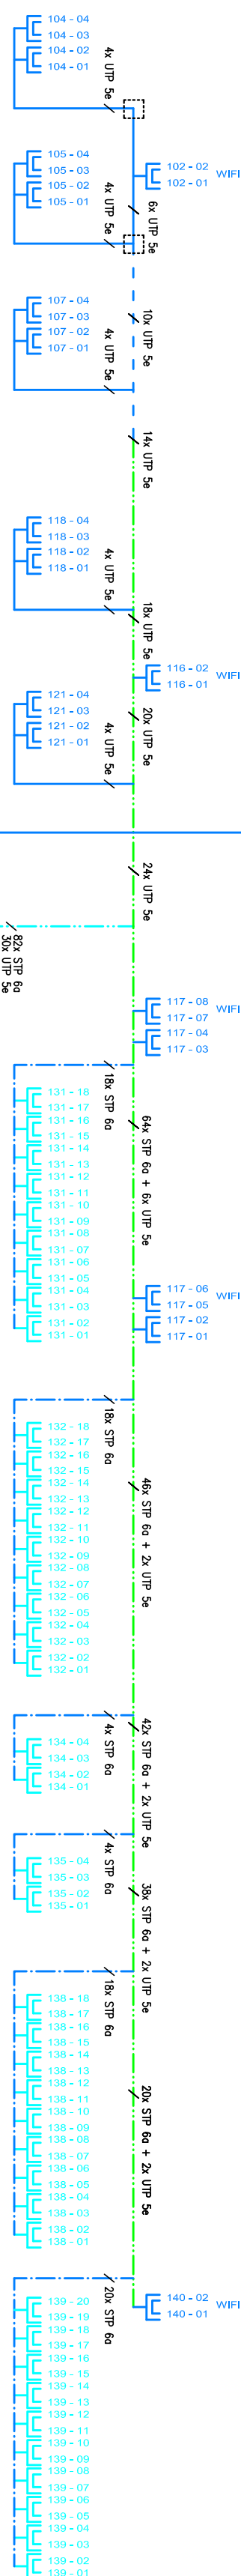 104 - 04
104 - 03
104 - 02
104 - 01
4x UTP 5e
105 - 04
105 - 03
105 - 02
105 - 01
4x UTP 5e
102 - 02
102 - 01
WIFI
6x UTP 5e
107 - 04
107 - 03
107 - 02
107 - 01
4x UTP 5e
10x UTP 5e
14x UTP 5e
118 - 04
118 - 03
118 - 02
118 - 01
4x UTP 5e
18x UTP 5e
116 - 02
116 - 01
WIFI
20x UTP 5e
121 - 04
121 - 03
121 - 02
121 - 01
4x UTP 5e
24x UTP 5e
82x STP 6a
30x UTP 5e
117 - 08
117 - 07
117 - 04
117 - 03
WIFI
18x STP 6a
64x STP 6a + 6x UTP 5e
131 - 18
131 - 17
131 - 16
131 - 15
131 - 14
131 - 13
131 - 12
131 - 11
131 - 10
131 - 09
131 - 08
131 - 07
131 - 06
131 - 05
131 - 04
131 - 03
131 - 02
131 - 01
117 - 06
117 - 05
117 - 02
117 - 01
WIFI
18x STP 6a
46x STP 6a + 2x UTP 5e
132 - 18
132 - 17
132 - 16
132 - 15
132 - 14
132 - 13
132 - 12
132 - 11
132 - 10
132 - 09
132 - 08
132 - 07
132 - 06
132 - 05
132 - 04
132 - 03
132 - 02
132 - 01
4x STP 6a
42x STP 6a + 2x UTP 5e
134 - 04
134 - 03
134 - 02
134 - 01
4x STP 6a
38x STP 6a + 2x UTP 5e
135 - 04
135 - 03
135 - 02
135 - 01
18x STP 6a
20x STP 6a + 2x UTP 5e
138 - 18
138 - 17
138 - 16
138 - 15
138 - 14
138 - 13
138 - 12
138 - 11
138 - 10
138 - 09
138 - 08
138 - 07
138 - 06
138 - 05
138 - 04
138 - 03
138 - 02
138 - 01
20x STP 6a
140 - 02
140 - 01
WIFI
139 - 20
139 - 19
139 - 18
139 - 17
139 - 16
139 - 15
139 - 14
139 - 13
139 - 12
139 - 11
139 - 10
139 - 09
139 - 08
139 - 07
139 - 06
139 - 05
139 - 04
139 - 03
139 - 02
139 - 01